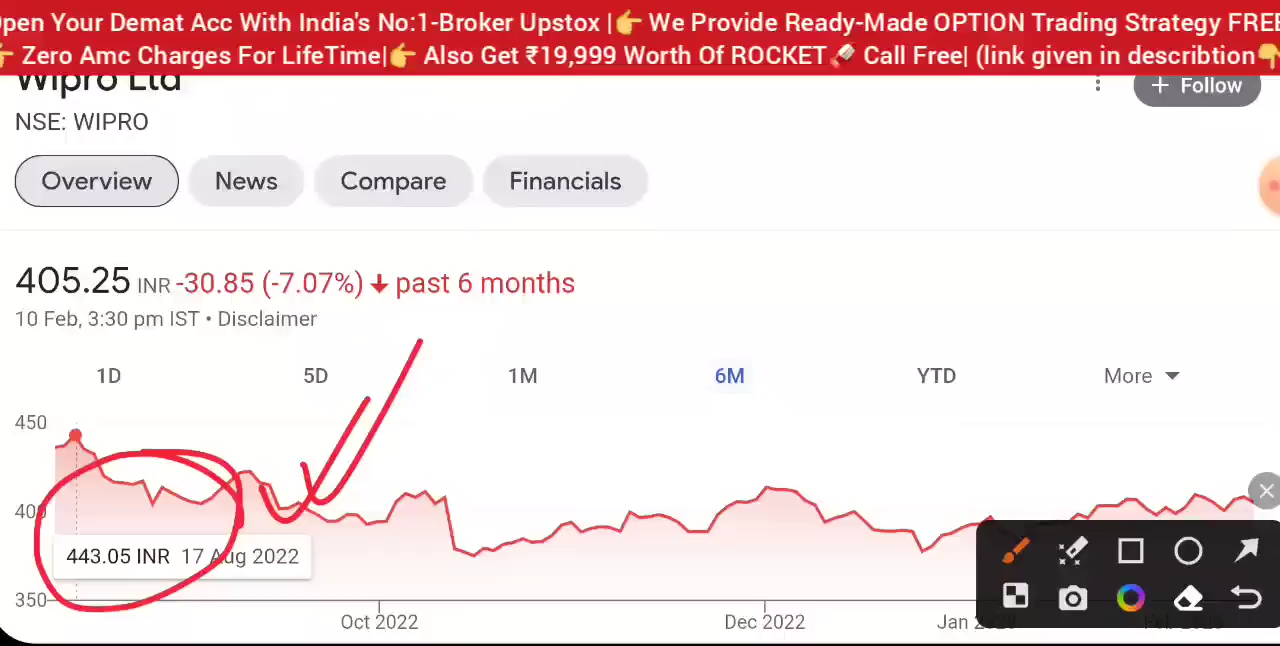 pen Your Demat Acc With India's No:1-Broker Upstox |👉 We Provide Ready-Made OPTION Trading Strategy FREE
👉 Zero Amc Charges For LifeTime|👉 Also Get ₹19,999 Worth Of ROCKET🚀 Call Free| (link given in describtion👇
Wipro Ltd
+ Follow
NSE: WIPRO
Overview News Compare Financials
405.25 INR -30.85 (-7.07%) ↓ past 6 months
10 Feb, 3:30 pm IST • Disclaimer
1D 5D 1M 6M YTD More
450
400
443.05 INR 17 Aug 2022
350
Oct 2022 Dec 2022 Jan 2023 Feb 2023